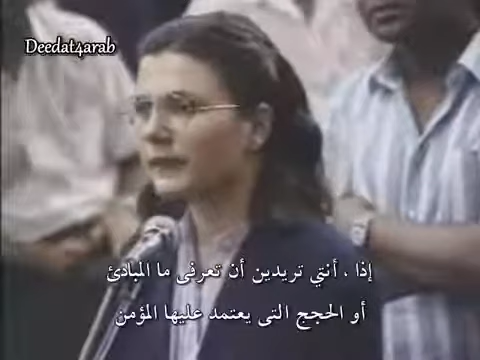 Deedat4arab
إذا ، أنتي تريدين أن تعرفى ما المبادئ
أو الحجج التى يعتمد عليها المؤمن